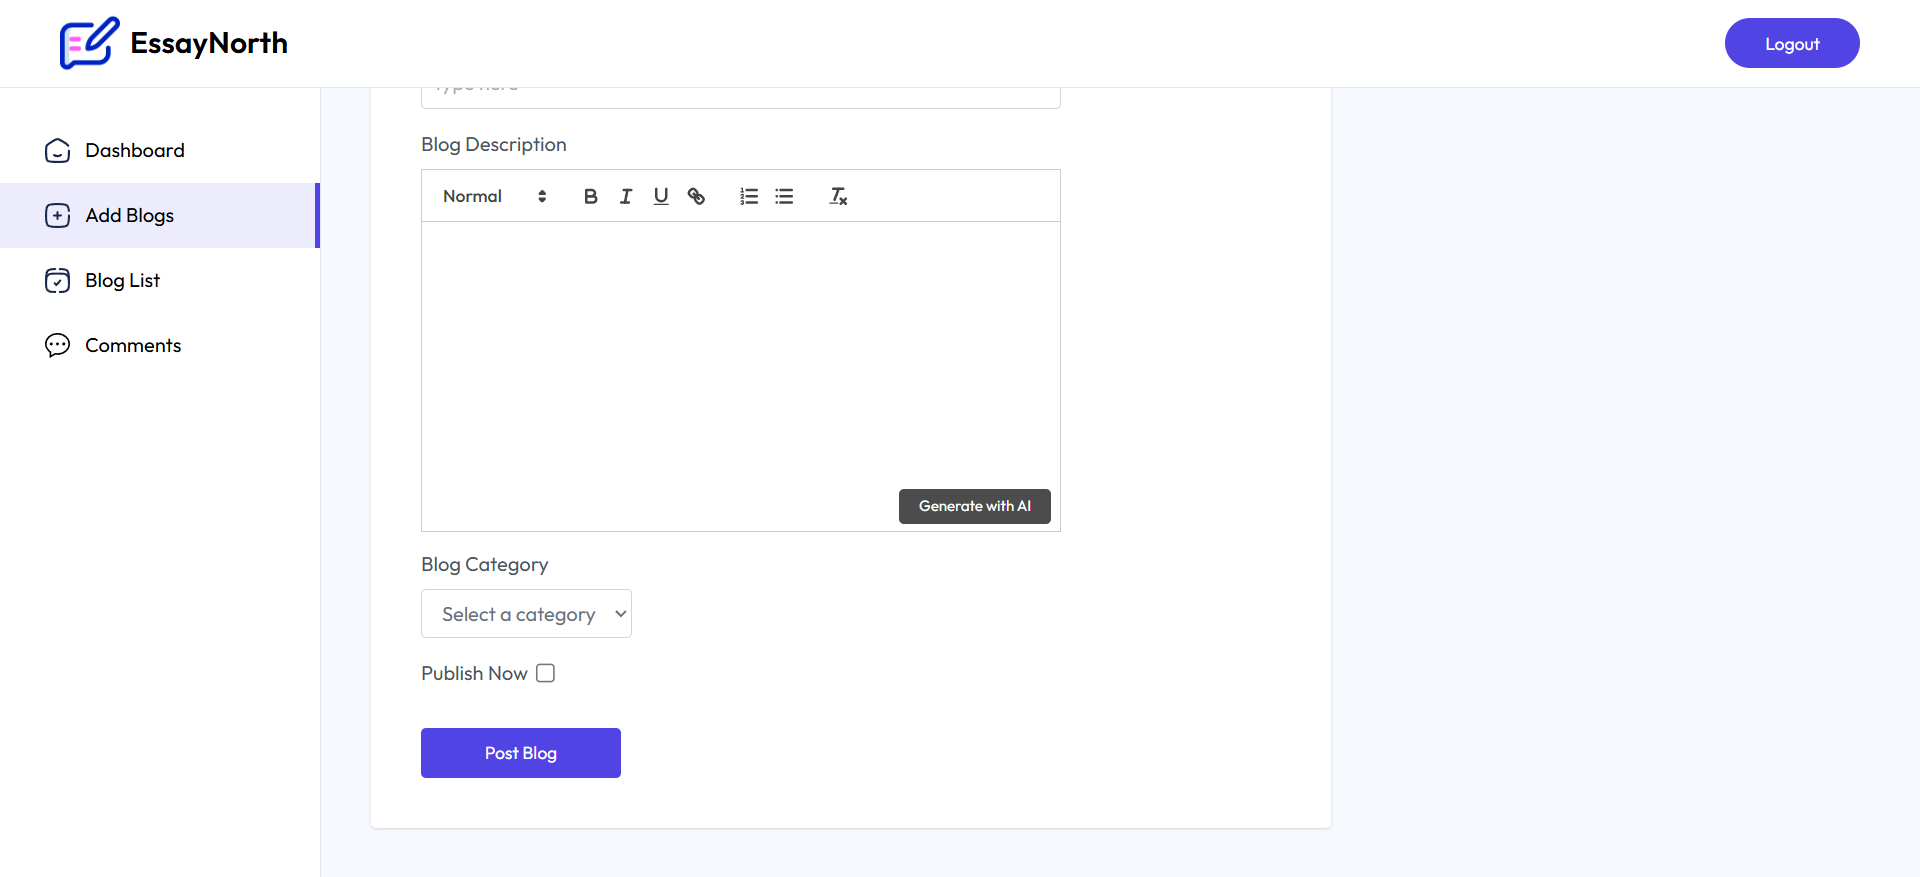 EssayNorth
Logout
Dashboard
Add Blogs
Blog List
Comments
Blog Description
Normal
Generate with AI
Blog Category
Select a category
Publish Now
Post Blog